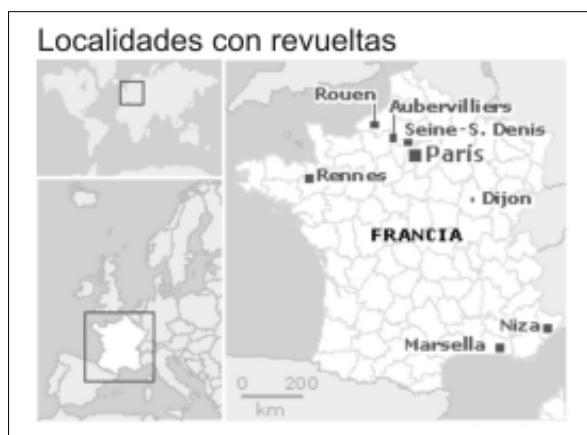 Localidades con revueltas
Rouen
Aubervilliers
Seine-S. Denis
París
Rennes
Dijon
FRANCIA
Niza
Marsella
0 200
km